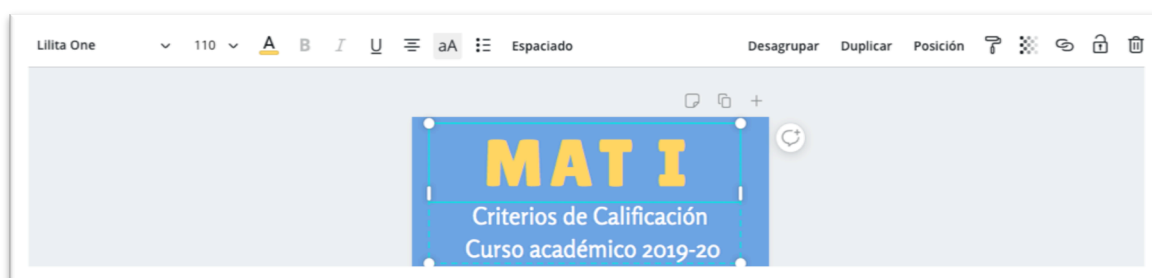 Lilita One 110 A B I U aA Espaciado Desagrupar Duplicar Posición
MAT I
Criterios de Calificación
Curso académico 2019-20